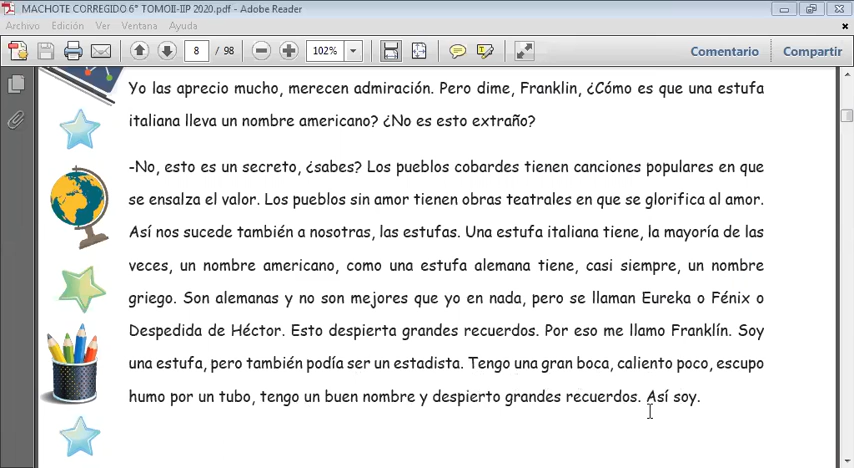 MACHOTE CORREGIDO 6° TOMOII-IIP 2020.pdf - Adobe Reader
Archivo Edición Ver Ventana Ayuda
8 / 98 102% Comentario Compartir
Yo las aprecio mucho, merecen admiración. Pero dime, Franklin, ¿Cómo es que una estufa
italiana lleva un nombre americano? ¿No es esto extraño?
-No, esto es un secreto, ¿sabes? Los pueblos cobardes tienen canciones populares en que
se ensalza el valor. Los pueblos sin amor tienen obras teatrales en que se glorifica al amor.
Así nos sucede también a nosotras, las estufas. Una estufa italiana tiene, la mayoría de las
veces, un nombre americano, como una estufa alemana tiene, casi siempre, un nombre
griego. Son alemanas y no son mejores que yo en nada, pero se llaman Eureka o Fénix o
Despedida de Héctor. Esto despierta grandes recuerdos. Por eso me llamo Franklín. Soy
una estufa, pero también podía ser un estadista. Tengo una gran boca, caliento poco, escupo
humo por un tubo, tengo un buen nombre y despierto grandes recuerdos. Así soy.